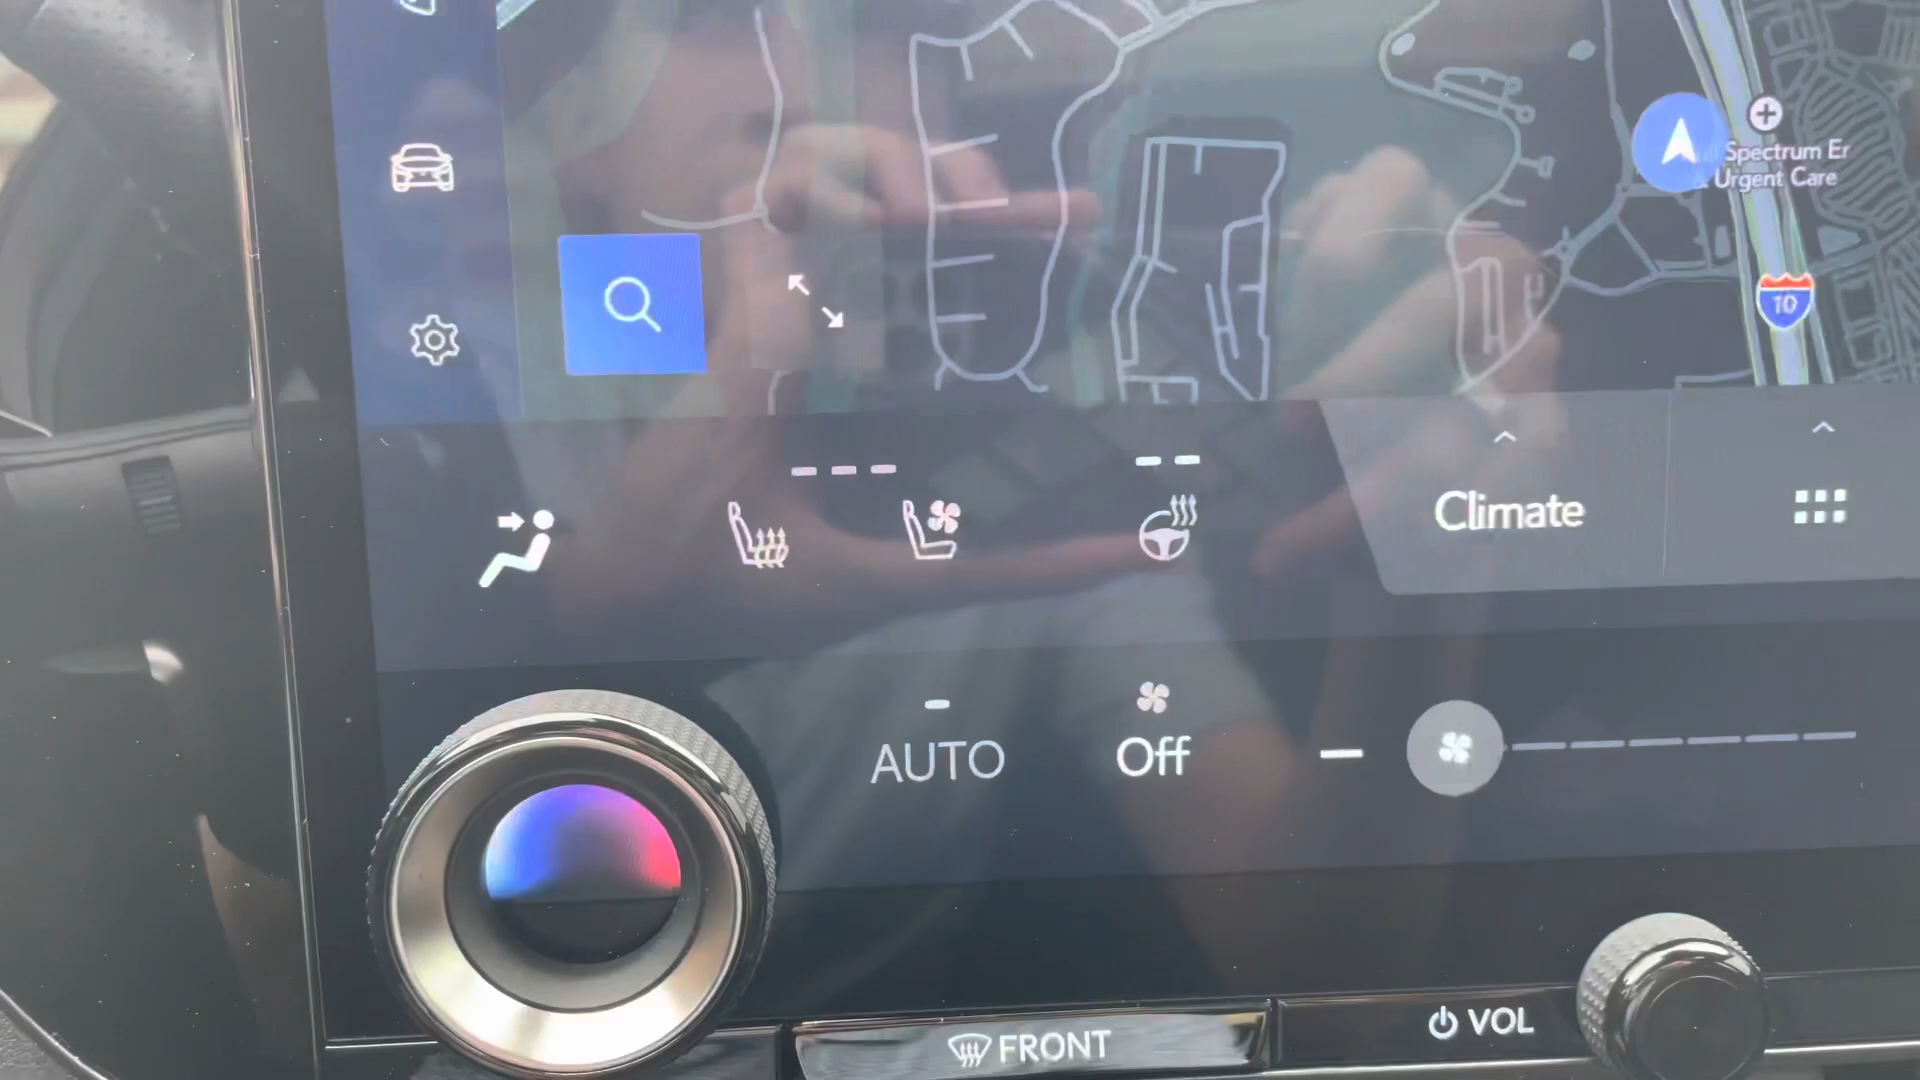 Spectrum Er
& Urgent Care
10
Climate
AUTO
Off
FRONT
VOL